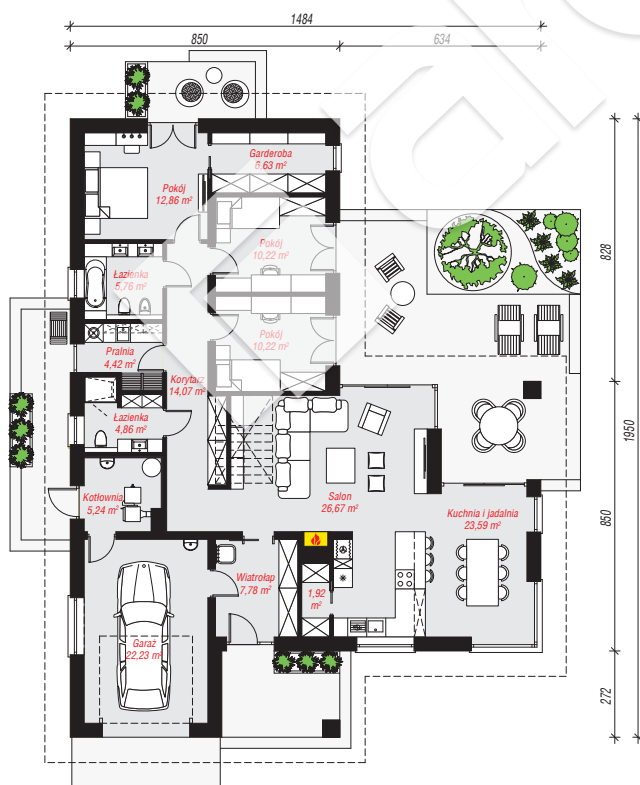 1484
850
634
Garderoba
6.63 m²
Pokój
12,86 m²
Pokój
10,22 m²
828
Łazienka
5,76 m²
Pokój
10,22 m²
Pralnia
4,42 m²
Korytarz
14,07 m²
Łazienka
4,86 m²
1950
Kotłownia
5,24 m²
Salon
26,67 m²
Kuchnia i jadalnia
23,59 m²
850
Wiatrołap
7,78 m²
1,92
m²
Garaż
22,23 m²
272